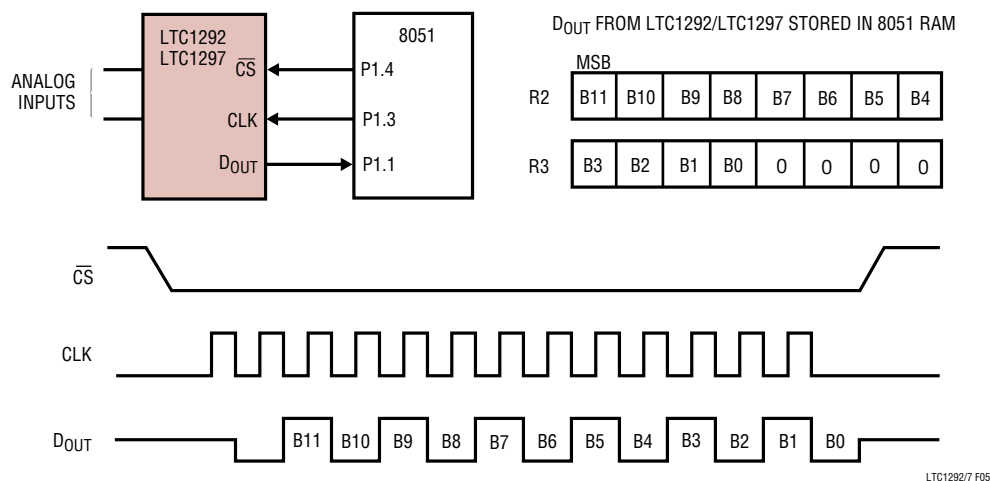 LTC1292
LTC1297
CS
CLK
DOUT
ANALOG
INPUTS
8051
P1.4
P1.3
P1.1
DOUT FROM LTC1292/LTC1297 STORED IN 8051 RAM
MSB
R2 B11 B10 B9 B8 B7 B6 B5 B4
R3 B3 B2 B1 B0 0 0 0 0
CS
CLK
DOUT B11 B10 B9 B8 B7 B6 B5 B4 B3 B2 B1 B0
LTC1292/7 F05